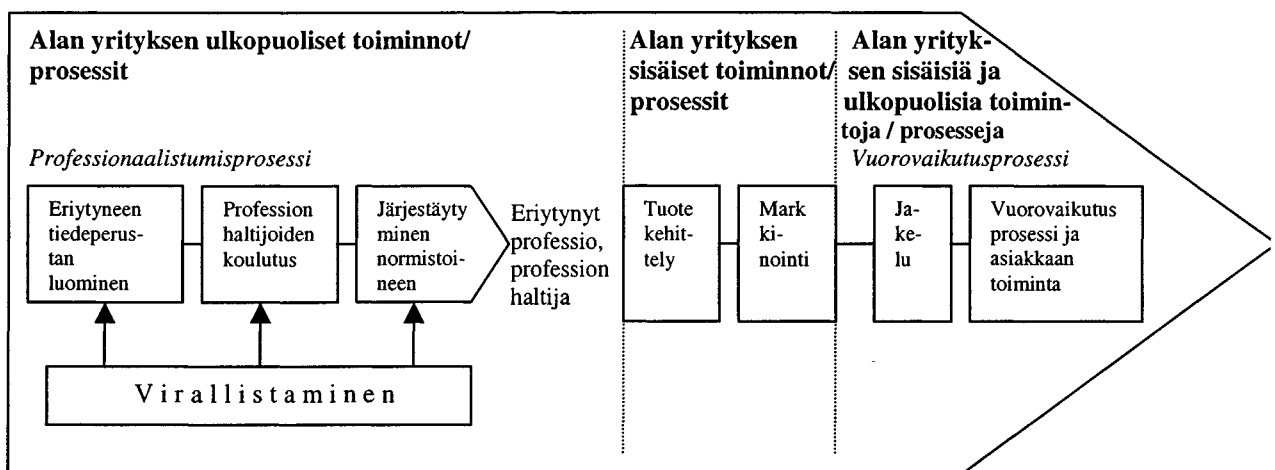 Alan yrityksen ulkopuoliset toiminnot/
prosessit
Alan yrityksen
sisäiset toiminnot/
prosessit
Alan yrityk-
sen sisäisiä ja
ulkopuolisia toimin-
toja / prosesseja
Professionaalistumisprosessi
Vuorovaikutusprosessi
Eriytyneen
tiedeperus-
tan
luominen
Profession
haltijoiden
koulutus
Järjestäyty
minen
normistoi-
neen
Eriytynyt
professio,
profession
haltija
Tuote
kehit-
tely
Mark
ki-
nointi
Ja-
ke-
lu
Vuorovaikutus
prosessi ja
asiakkaan
toiminta
Virallistaminen